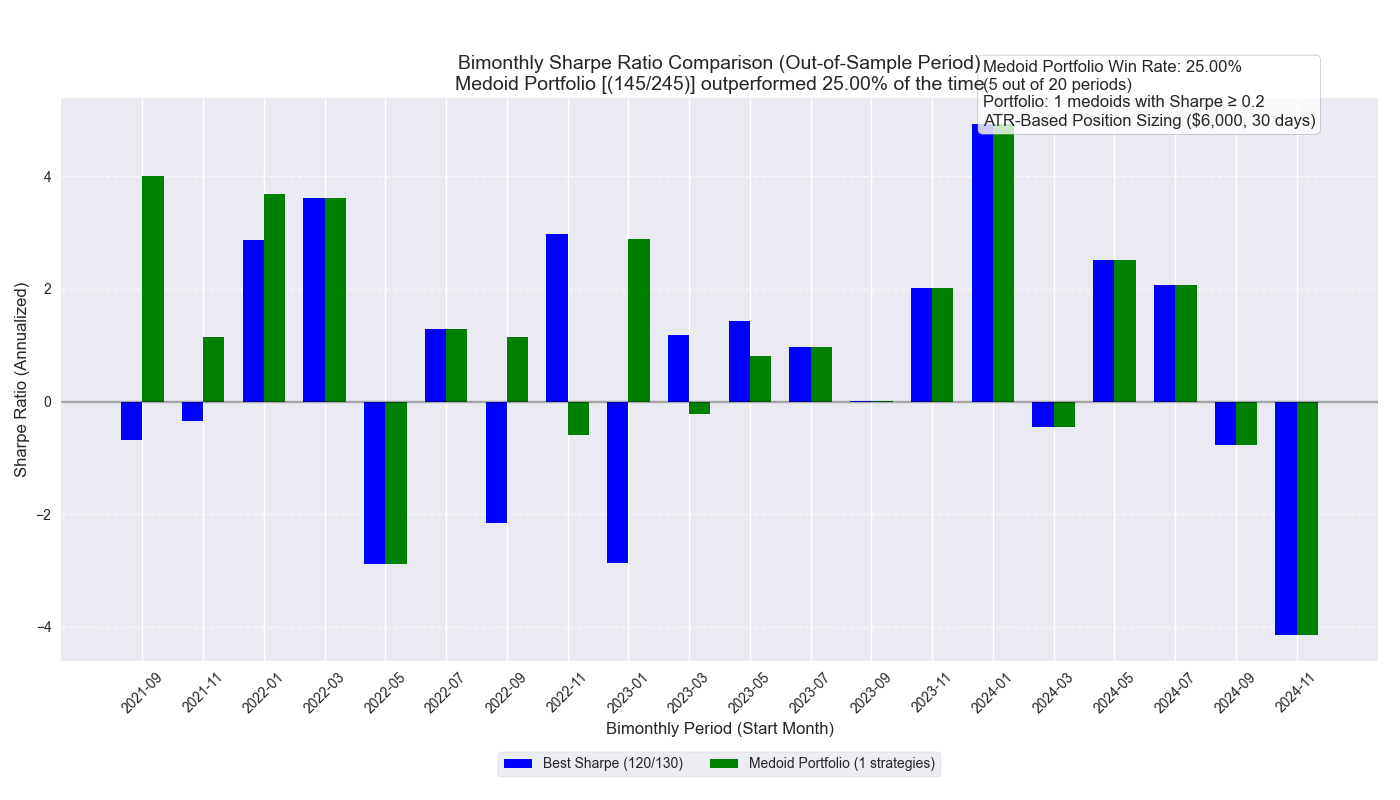 Bimonthly Sharpe Ratio Comparison (Out-of-Sample Period)
Medoid Portfolio [(145/245)] outperformed 25.00% of the time
Medoid Portfolio Win Rate: 25.00%
(5 out of 20 periods)
Portfolio: 1 medoids with Sharpe ≥ 0.2
ATR-Based Position Sizing ($6,000, 30 days)
Sharpe Ratio (Annualized)
4
2
0
−2
−4
2021-09
2021-11
2022-01
2022-03
2022-05
2022-07
2022-09
2022-11
2023-01
2023-03
2023-05
2023-07
2023-09
2023-11
2024-01
2024-03
2024-05
2024-07
2024-09
2024-11
Bimonthly Period (Start Month)
Best Sharpe (120/130)
Medoid Portfolio (1 strategies)